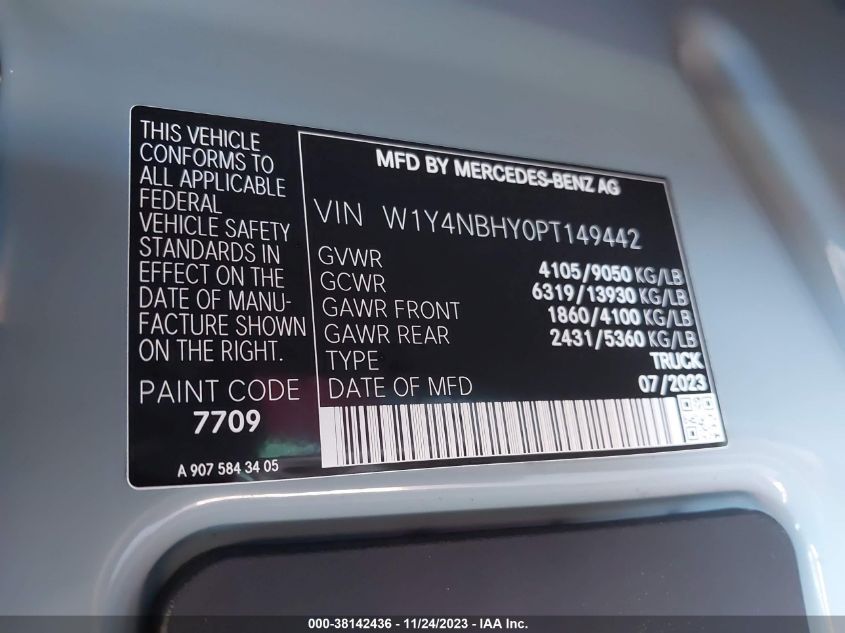 THIS VEHICLE
CONFORMS TO
ALL APPLICABLE
FEDERAL
VEHICLE SAFETY
STANDARDS IN
EFFECT ON THE
DATE OF MANU-
FACTURE SHOWN
ON THE RIGHT.
PAINT CODE
7709
A 907 584 34 05
MFD BY MERCEDES-BENZ AG
VIN W1Y4NBHY0PT149442
GVWR 4105/9050 KG/LB
GCWR 6319/13930 KG/LB
GAWR FRONT 1860/4100 KG/LB
GAWR REAR 2431/5360 KG/LB
TYPE TRUCK
DATE OF MFD 07/2023
000-38142436 - 11/24/2023 - IAA Inc.